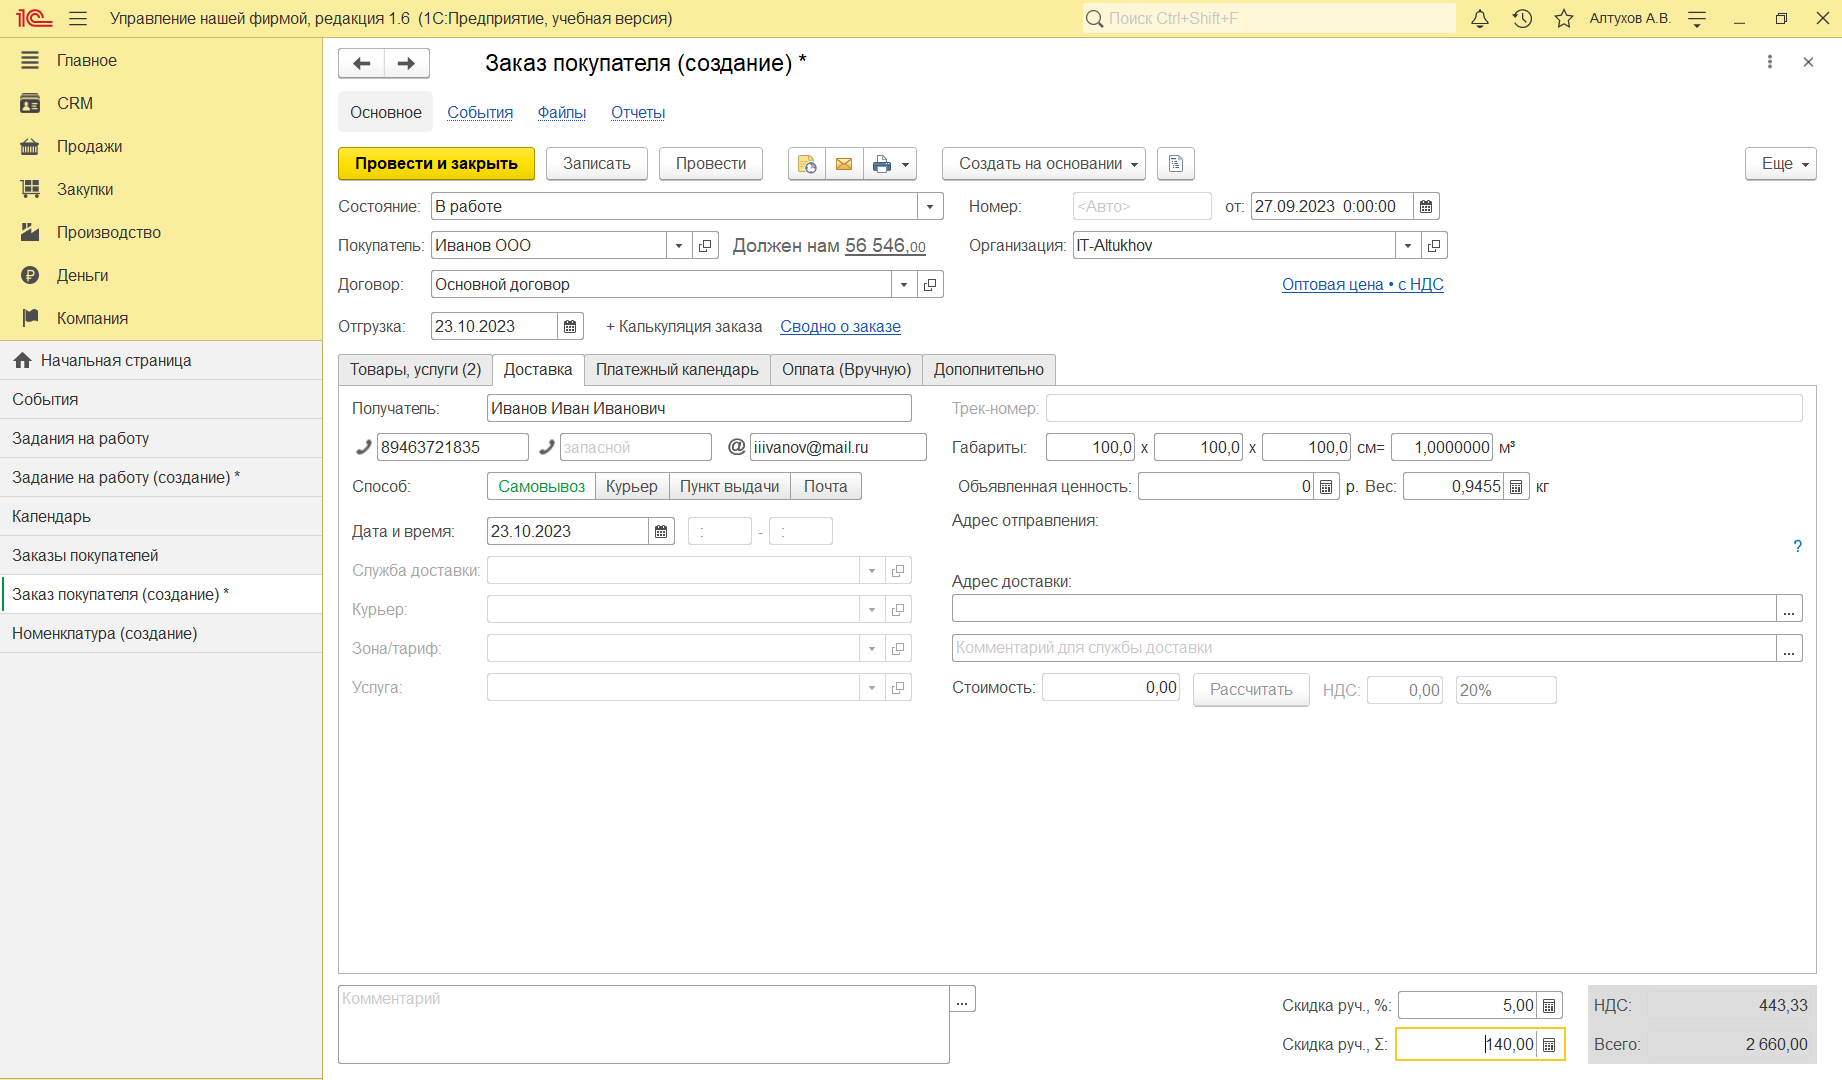 1С Управление нашей фирмой, редакция 1.6 (1С:Предприятие, учебная версия) Поиск Ctrl+Shift+F Алтухов А.В.
Главное
CRM
Продажи
Закупки
Производство
Деньги
Компания
Начальная страница
События
Задания на работу
Задание на работу (создание) *
Календарь
Заказы покупателей
Заказ покупателя (создание) *
Номенклатура (создание)
Заказ покупателя (создание) *
Основное События Файлы Отчеты
Провести и закрыть Записать Провести Создать на основании Еще
Состояние: В работе Номер: <Авто> от: 27.09.2023 0:00:00
Покупатель: Иванов ООО Должен нам 56 546,00 Организация: IT-Altukhov
Договор: Основной договор Оптовая цена • с НДС
Отгрузка: 23.10.2023 + Калькуляция заказа Сводно о заказе
Товары, услуги (2) Доставка Платежный календарь Оплата (Вручную) Дополнительно
Получатель: Иванов Иван Иванович Трек-номер:
89463721835 запасной @ iiivanov@mail.ru Габариты: 100,0 x 100,0 x 100,0 см= 1,0000000 м³
Способ: Самовывоз Курьер Пункт выдачи Почта Объявленная ценность: 0 р. Вес: 0,9455 кг
Дата и время: 23.10.2023 : - : Адрес отправления:
?
Служба доставки: Адрес доставки:
Курьер: ...
Зона/тариф: Комментарий для службы доставки ...
Услуга: Стоимость: 0,00 Рассчитать НДС: 0,00 20%
Комментарий ... Скидка руч., %: 5,00 НДС: 443,33
Скидка руч., Σ: 140,00 Всего: 2 660,00